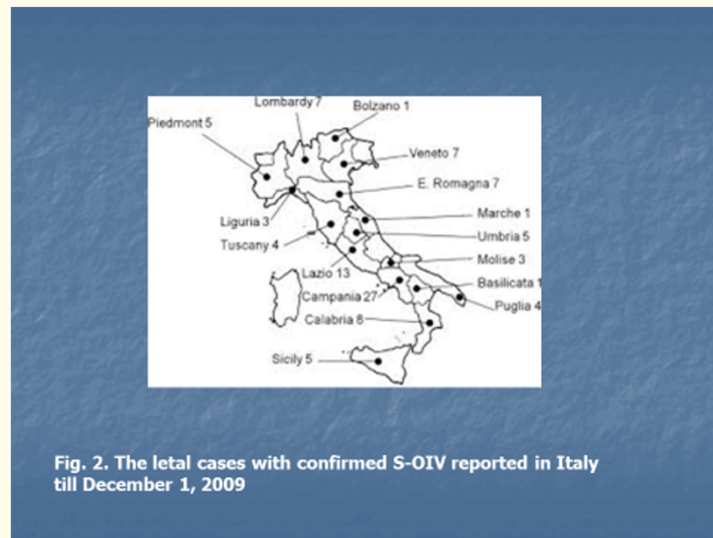 Lombardy 7
Bolzano 1
Piedmont 5
Veneto 7
E. Romagna 7
Liguria 3
Marche 1
Tuscany 4
Umbria 5
Molise 3
Lazio 13
Basilicata 1
Campania 27
Puglia 4
Calabria 8
Sicily 5
Fig. 2. The letal cases with confirmed S-OIV reported in Italy
till December 1, 2009